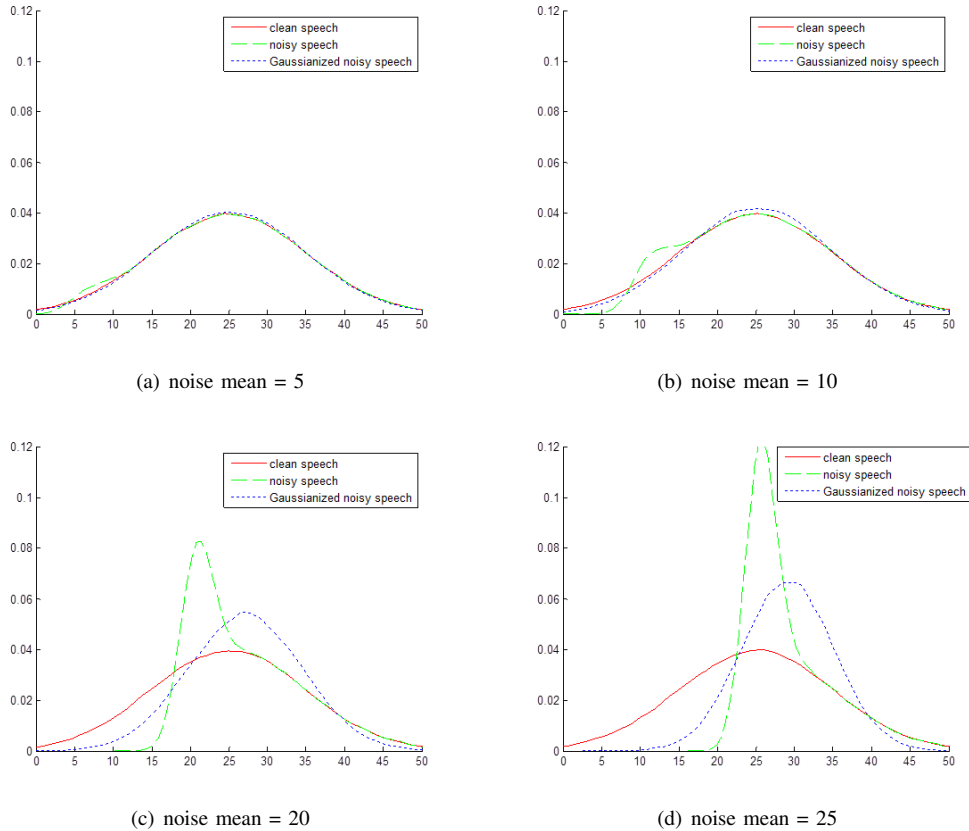 0.12
0.1
0.08
0.06
0.04
0.02
0
0 5 10 15 20 25 30 35 40 45 50
clean speech
noisy speech
Gaussianized noisy speech
(a) noise mean = 5
0.12
0.1
0.08
0.06
0.04
0.02
0
0 5 10 15 20 25 30 35 40 45 50
clean speech
noisy speech
Gaussianized noisy speech
(b) noise mean = 10
0.12
0.1
0.08
0.06
0.04
0.02
0
0 5 10 15 20 25 30 35 40 45 50
clean speech
noisy speech
Gaussianized noisy speech
(c) noise mean = 20
0.12
0.1
0.08
0.06
0.04
0.02
0
0 5 10 15 20 25 30 35 40 45 50
clean speech
noisy speech
Gaussianized noisy speech
(d) noise mean = 25